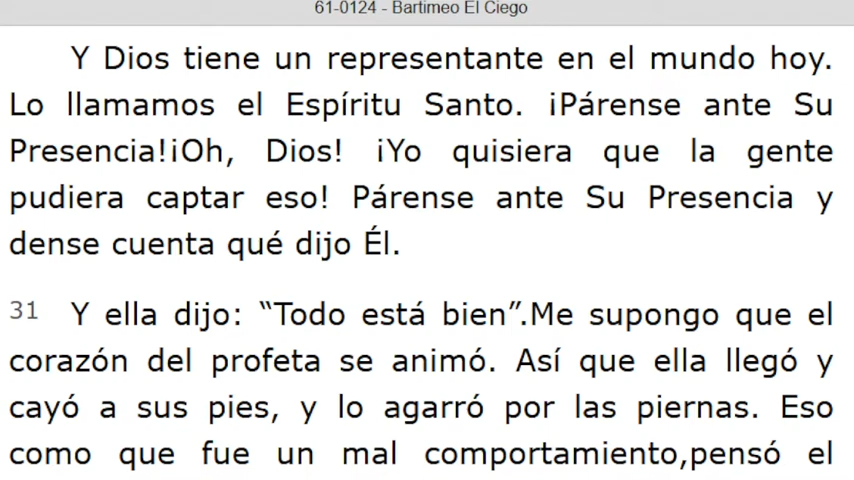 61-0124 - Bartimeo El Ciego
Y Dios tiene un representante en el mundo hoy.
Lo llamamos el Espíritu Santo. ¡Párense ante Su
Presencia!¡Oh, Dios! ¡Yo quisiera que la gente
pudiera captar eso! Párense ante Su Presencia y
dense cuenta qué dijo Él.
31 Y ella dijo: “Todo está bien”.Me supongo que el
corazón del profeta se animó. Así que ella llegó y
cayó a sus pies, y lo agarró por las piernas. Eso
como que fue un mal comportamiento,pensó el